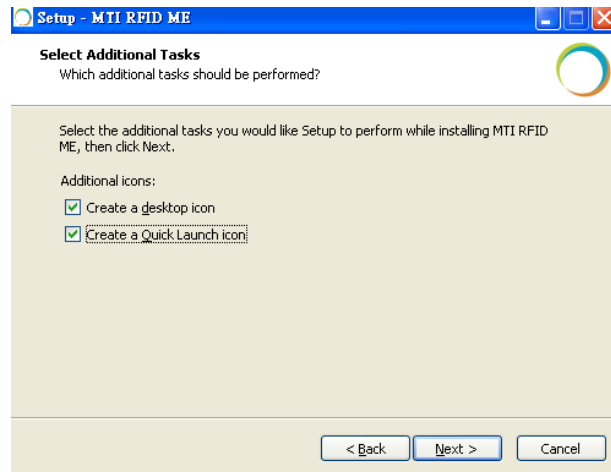 Setup - MTI RFID ME
Select Additional Tasks
Which additional tasks should be performed?
Select the additional tasks you would like Setup to perform while installing MTI RFID
ME, then click Next.
Additional icons:
Create a desktop icon
Create a Quick Launch icon
< Back
Next >
Cancel